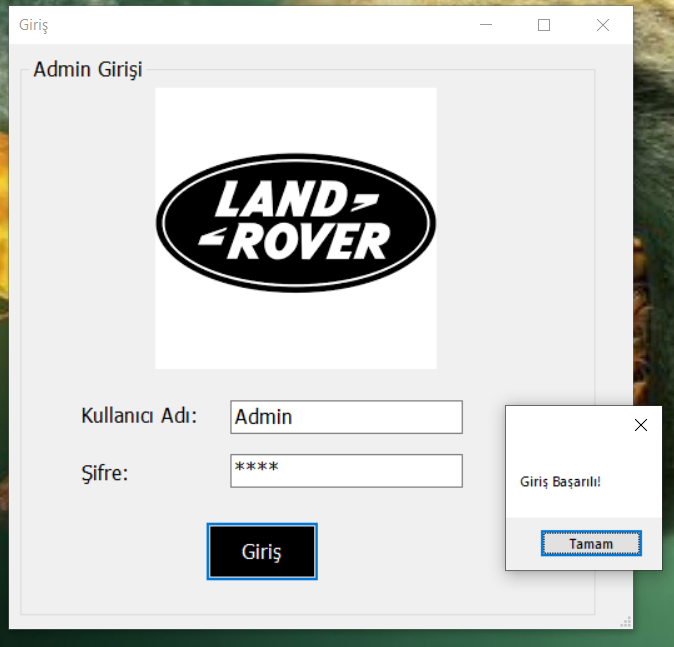 Giriş
Admin Girişi
LAND
ROVER
Kullanıcı Adı:
Admin
Şifre:
****
Giriş
Giriş Başarılı!
Tamam